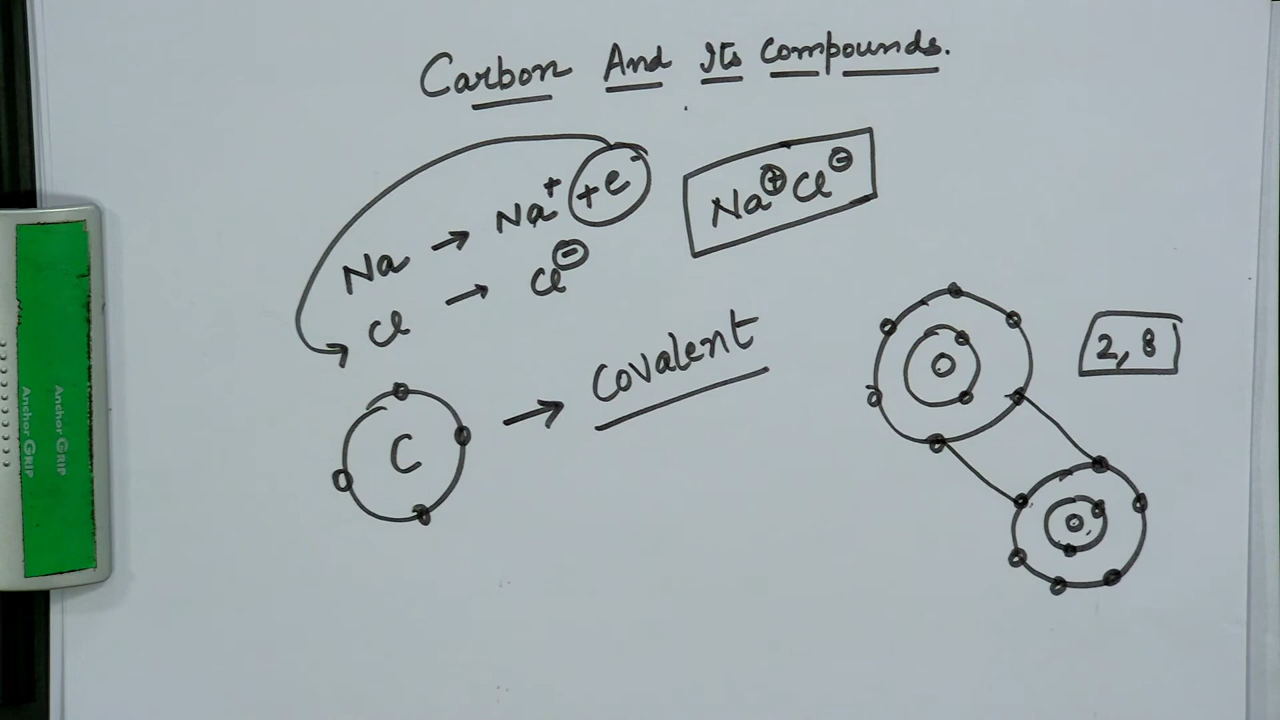 Carbon And Its Compounds.
Na → Na⁺ + e⁻
Na⊕ Cl⊖
Cl → Cl⊖
C → Covalent
O
2, 8
O
Anchor GRIP
Anchor GRIP